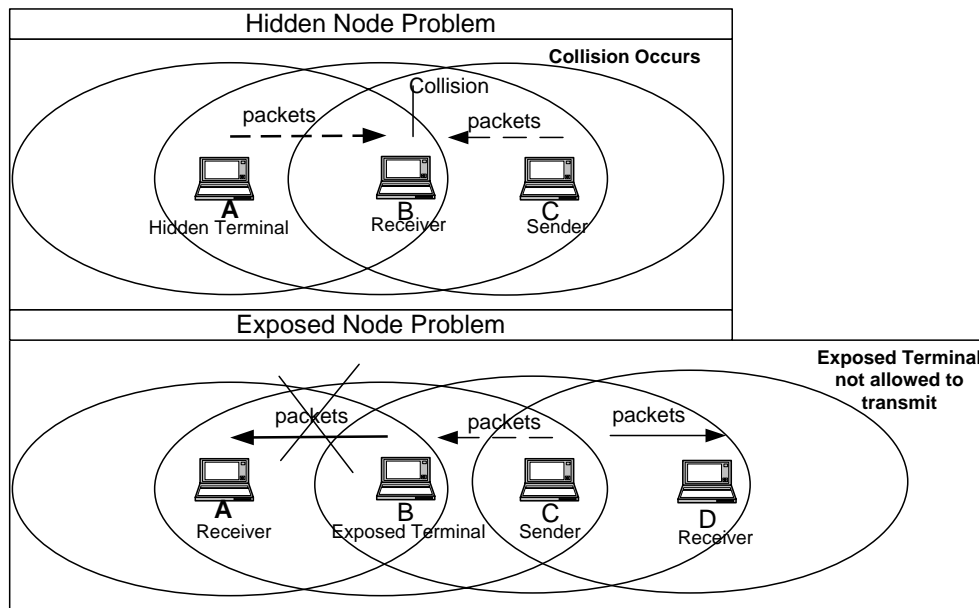 Hidden Node Problem
Collision Occurs
Collision
packets
packets
A
Hidden Terminal
B
Receiver
C
Sender
Exposed Node Problem
Exposed Terminal
not allowed to
transmit
packets
packets
packets
A
Receiver
B
Exposed Terminal
C
Sender
D
Receiver